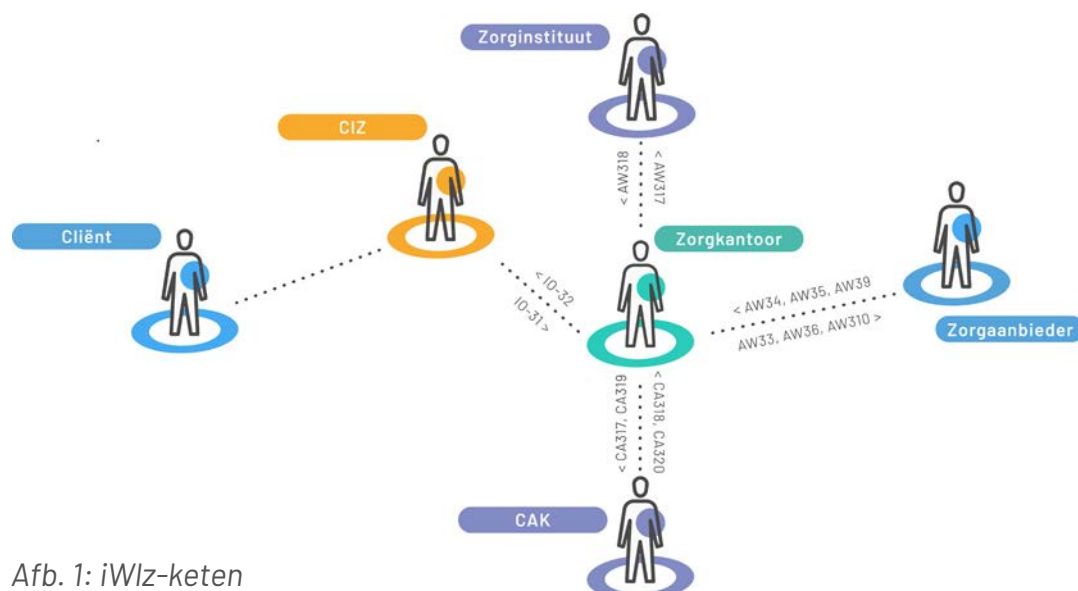 Zorginstituut
CIZ
< AW318
< AW317
Cliënt
Zorgkantoor
< IO-32
IO-31 >
< AW34, AW35, AW39
AW33, AW36, AW310 >
Zorgaanbieder
< CA317, CA319
< CA318, CA320
CAK
Afb. 1: iWlz-keten